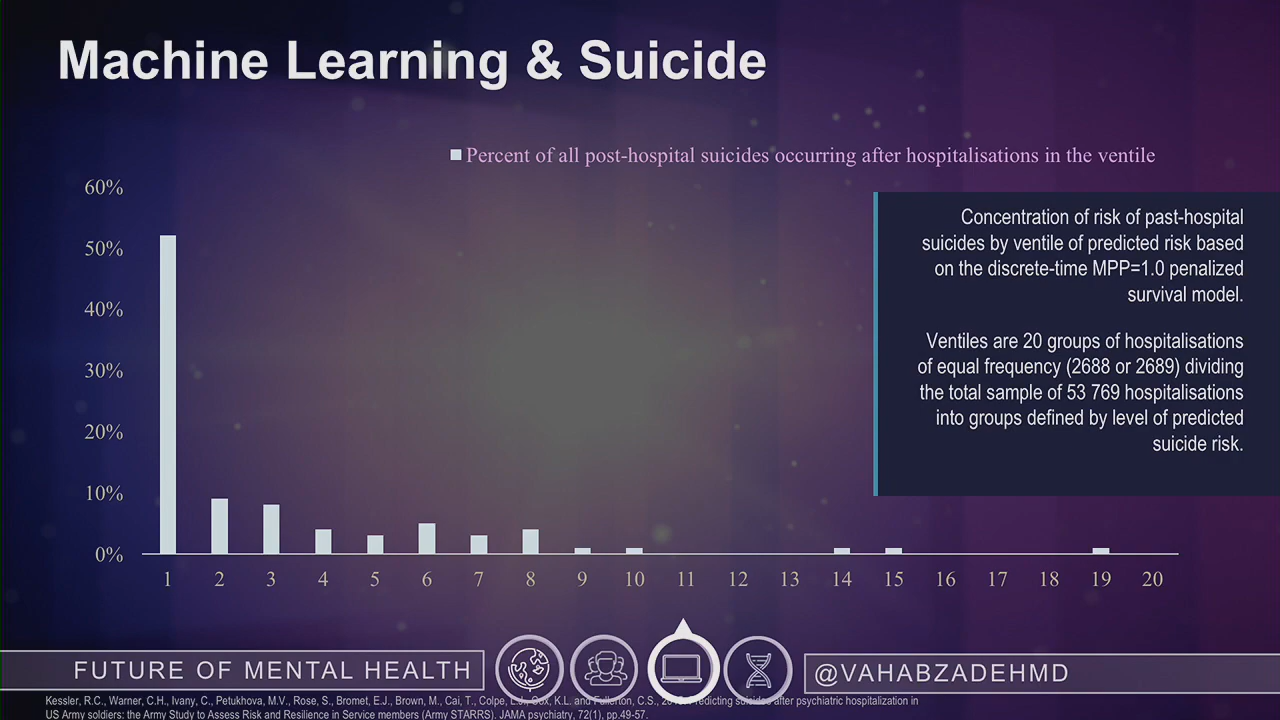 Machine Learning & Suicide
Percent of all post-hospital suicides occurring after hospitalisations in the ventile
60%
50%
40%
30%
20%
10%
0%
1 2 3 4 5 6 7 8 9 10 11 12 13 14 15 16 17 18 19 20
Concentration of risk of past-hospital
suicides by ventile of predicted risk based
on the discrete-time MPP=1.0 penalized
survival model.
Ventiles are 20 groups of hospitalisations
of equal frequency (2688 or 2689) dividing
the total sample of 53 769 hospitalisations
into groups defined by level of predicted
suicide risk.
FUTURE OF MENTAL HEALTH
@VAHABZADEHMD
Kessler, R.C., Warner, C.H., Ivany, C., Petukhova, M.V., Rose, S., Bromet, E.J., Brown, M., Cai, T., Colpe, L.J., Cox, K.L. and Fullerton, C.S., suicides after psychiatric hospitalization in
US Army soldiers: the Army Study to Assess Risk and Resilience in Service members (Army STARRS). JAMA psychiatry, 72(1), pp.49-57.